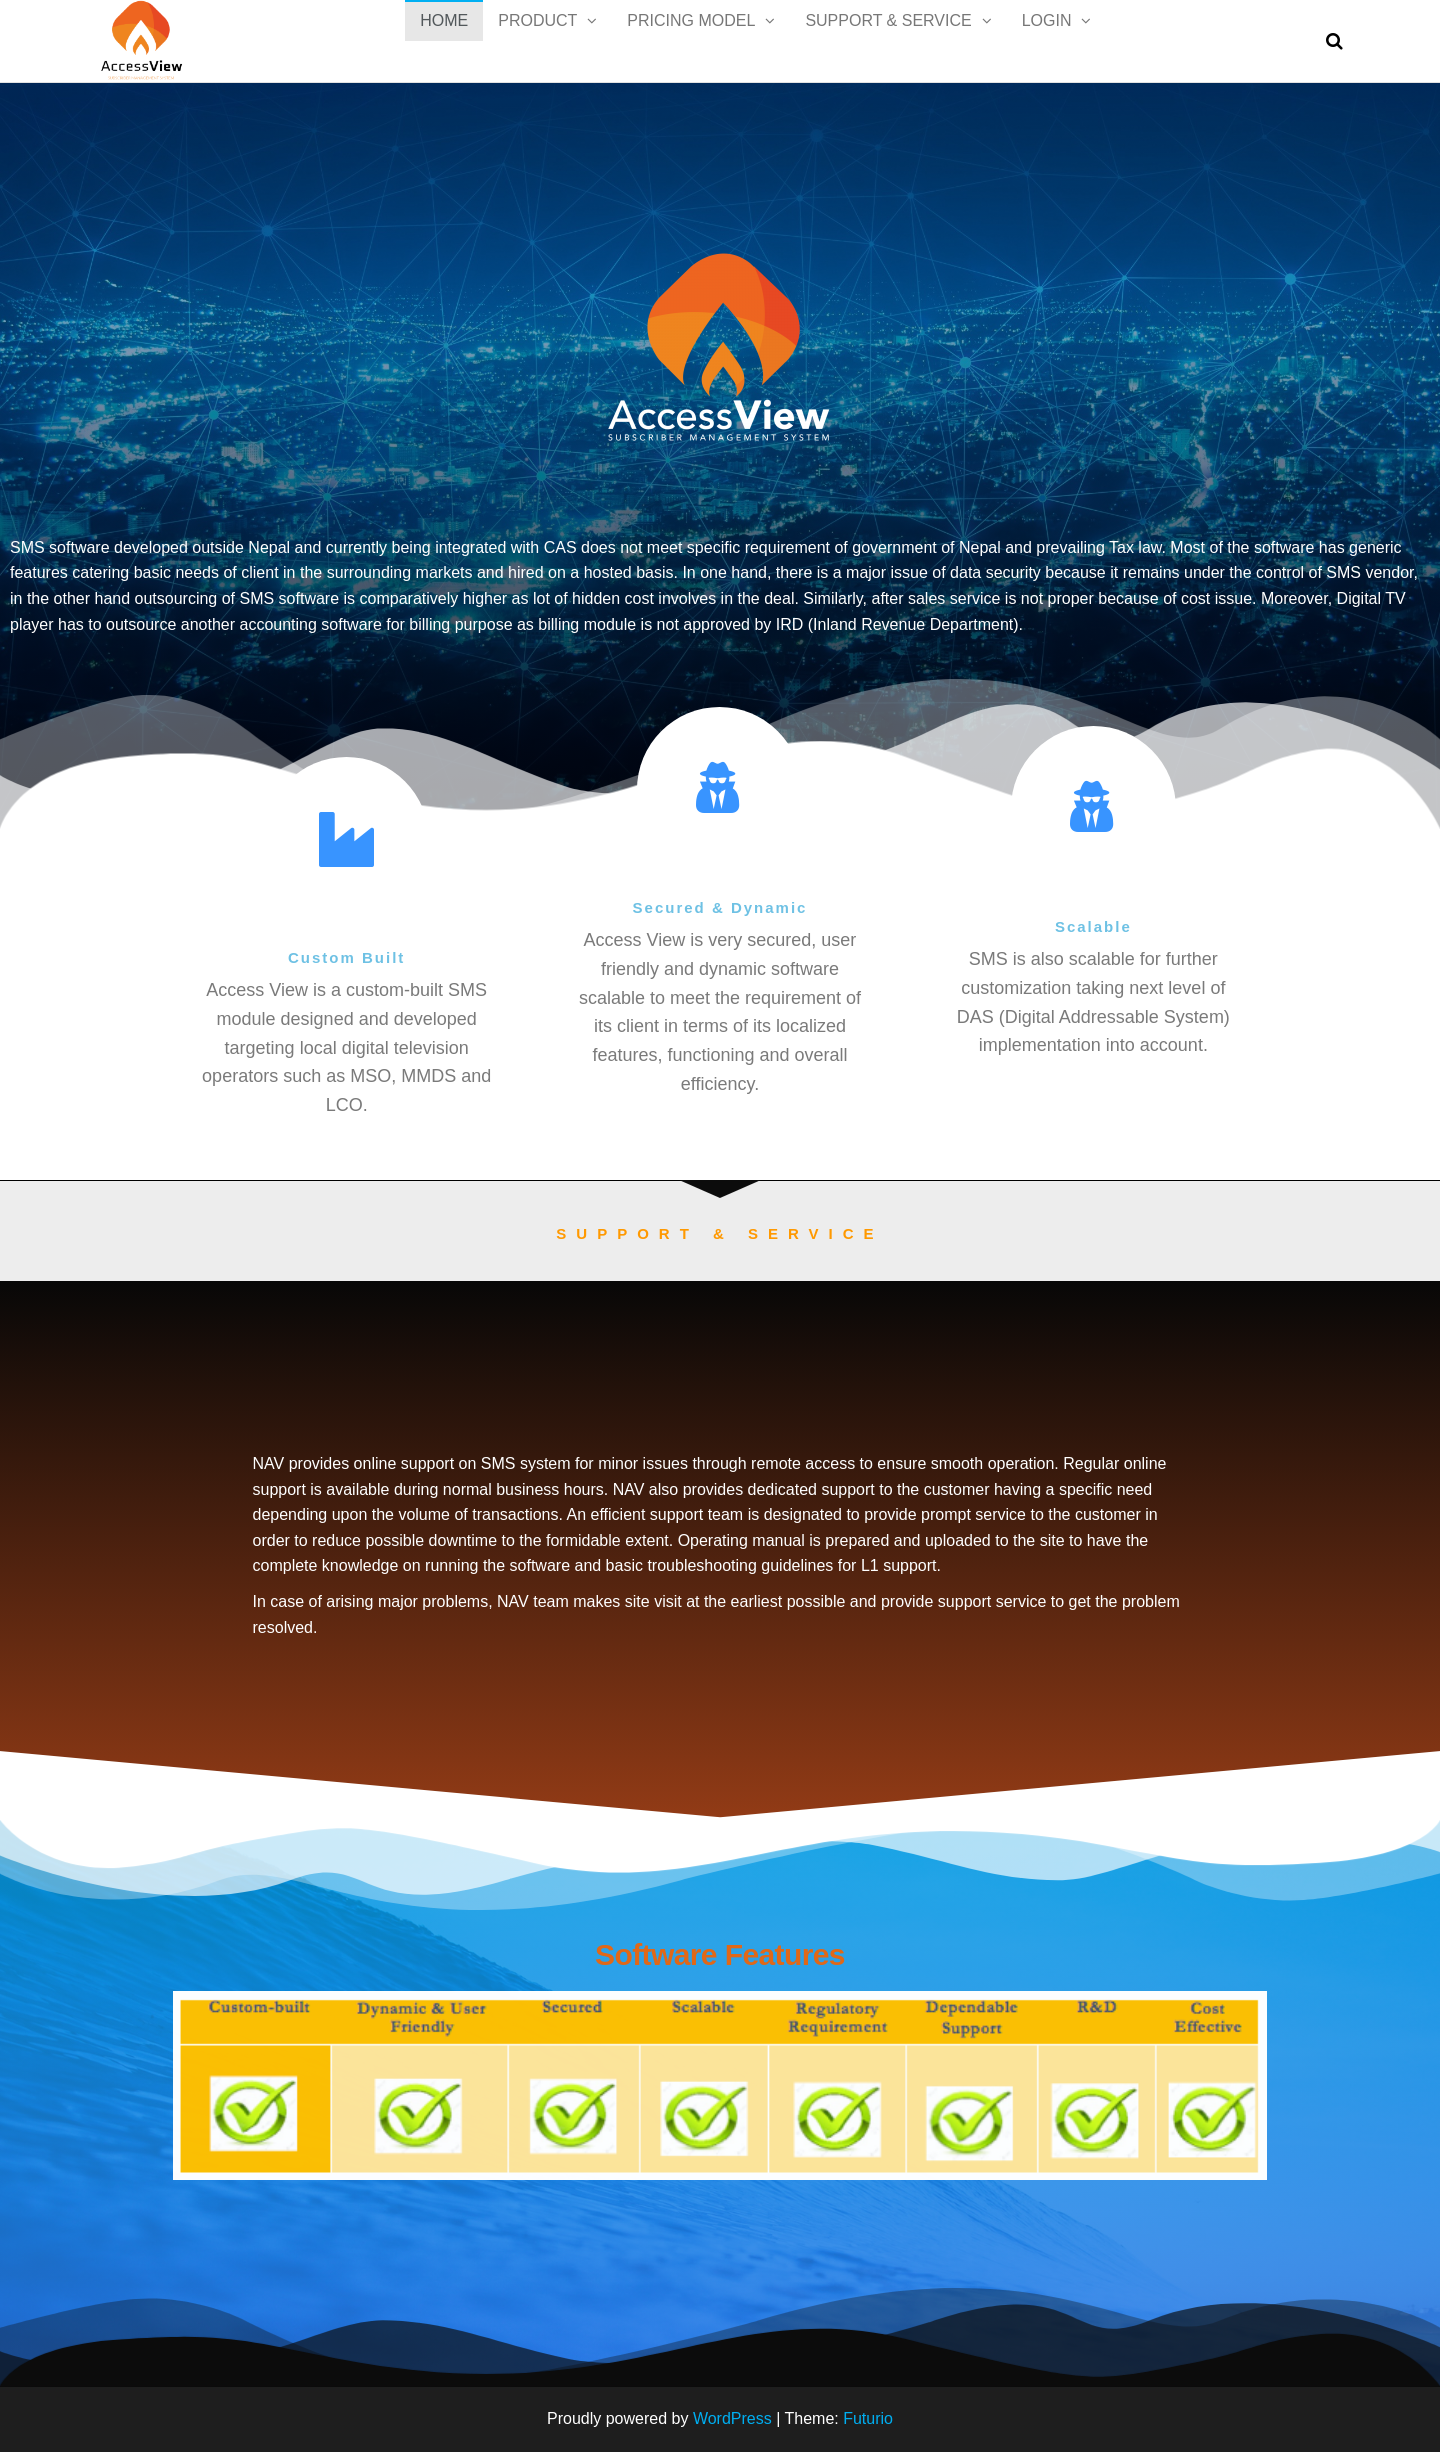 AccessView
HOME
PRODUCT
PRICING MODEL
SUPPORT & SERVICE
LOGIN
AccessView
SUBSCRIBER MANAGEMENT SYSTEM
SMS software developed outside Nepal and currently being integrated with CAS does not meet specific requirement of government of Nepal and prevailing Tax law. Most of the software has generic
features catering basic needs of client in the surrounding markets and hired on a hosted basis. In one hand, there is a major issue of data security because it remains under the control of SMS vendor,
in the other hand outsourcing of SMS software is comparatively higher as lot of hidden cost involves in the deal. Similarly, after sales service is not proper because of cost issue. Moreover, Digital TV
player has to outsource another accounting software for billing purpose as billing module is not approved by IRD (Inland Revenue Department).
Custom Built
Access View is a custom-built SMS
module designed and developed
targeting local digital television
operators such as MSO, MMDS and
LCO.
Secured & Dynamic
Access View is very secured, user
friendly and dynamic software
scalable to meet the requirement of
its client in terms of its localized
features, functioning and overall
efficiency.
Scalable
SMS is also scalable for further
customization taking next level of
DAS (Digital Addressable System)
implementation into account.
SUPPORT & SERVICE
NAV provides online support on SMS system for minor issues through remote access to ensure smooth operation. Regular online
support is available during normal business hours. NAV also provides dedicated support to the customer having a specific need
depending upon the volume of transactions. An efficient support team is designated to provide prompt service to the customer in
order to reduce possible downtime to the formidable extent. Operating manual is prepared and uploaded to the site to have the
complete knowledge on running the software and basic troubleshooting guidelines for L1 support.
In case of arising major problems, NAV team makes site visit at the earliest possible and provide support service to get the problem
resolved.
Software Features
Custom-built
Dynamic & User
Friendly
Secured
Scalable
Regulatory
Requirement
Dependable
Support
R&D
Cost
Effective
Proudly powered by WordPress | Theme: Futurio